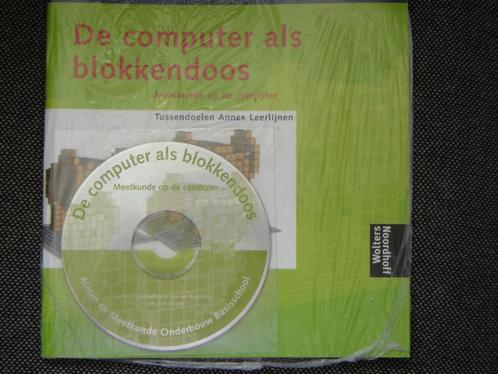 De computer als
blokkendoos
Meetkunde op de computer
Tussendoelen Annex Leerlijnen
De computer als blokkendoos
Meetkunde op de computer
Meten en Meetkunde Onderbouw Basisschool
Wolters
Noordhoff